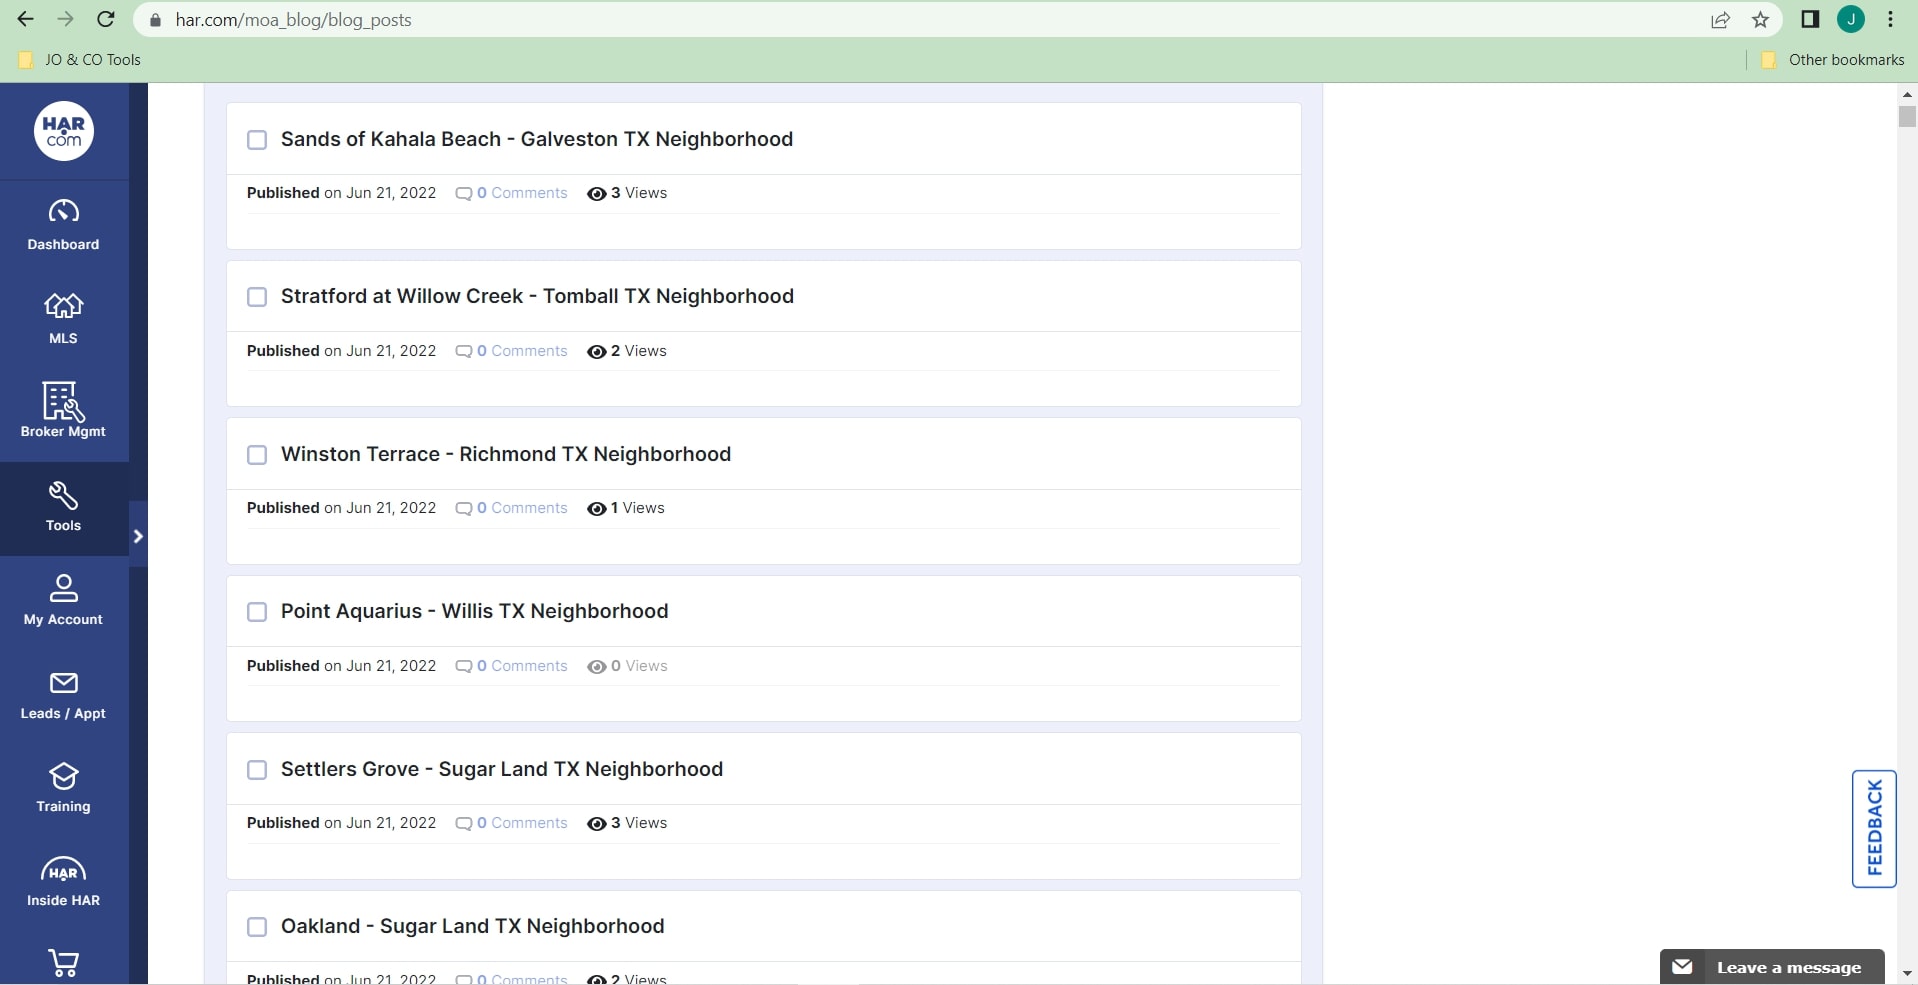 har.com/moa_blog/blog_posts
J
JO & CO Tools
Other bookmarks
HAR
com
Dashboard
MLS
Broker Mgmt
Tools
My Account
Leads / Appt
Training
HAR
Inside HAR
Sands of Kahala Beach - Galveston TX Neighborhood
Published on Jun 21, 2022 0 Comments 3 Views
Stratford at Willow Creek - Tomball TX Neighborhood
Published on Jun 21, 2022 0 Comments 2 Views
Winston Terrace - Richmond TX Neighborhood
Published on Jun 21, 2022 0 Comments 1 Views
Point Aquarius - Willis TX Neighborhood
Published on Jun 21, 2022 0 Comments 0 Views
Settlers Grove - Sugar Land TX Neighborhood
Published on Jun 21, 2022 0 Comments 3 Views
Oakland - Sugar Land TX Neighborhood
Published on Jun 21, 2022 0 Comments 2 Views
FEEDBACK
Leave a message